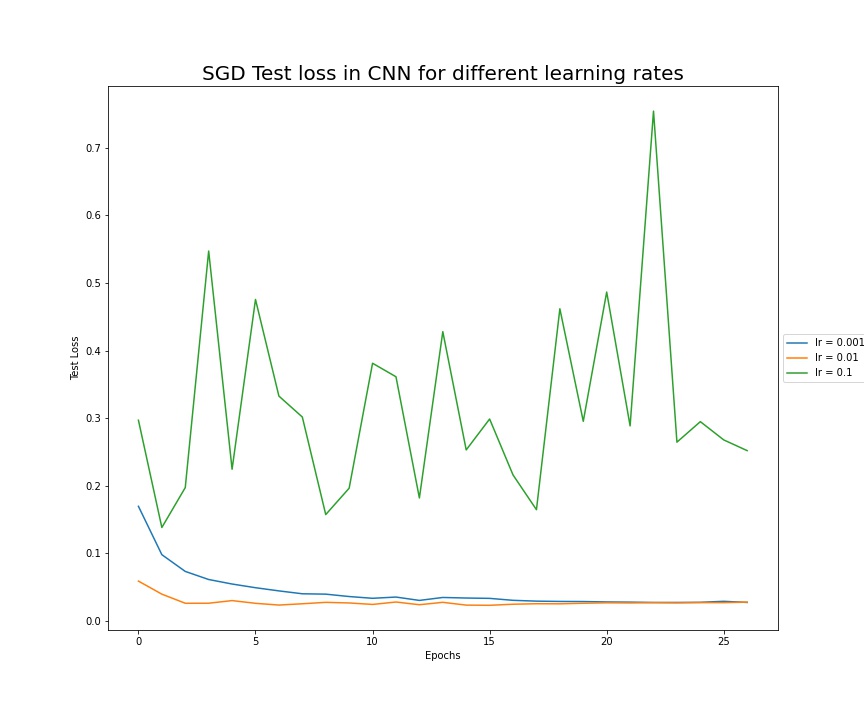 SGD Test loss in CNN for different learning rates
0.7
0.6
0.5
0.4
0.3
0.2
0.1
0.0
Test Loss
0
5
10
15
20
25
Epochs
lr = 0.001
lr = 0.01
lr = 0.1